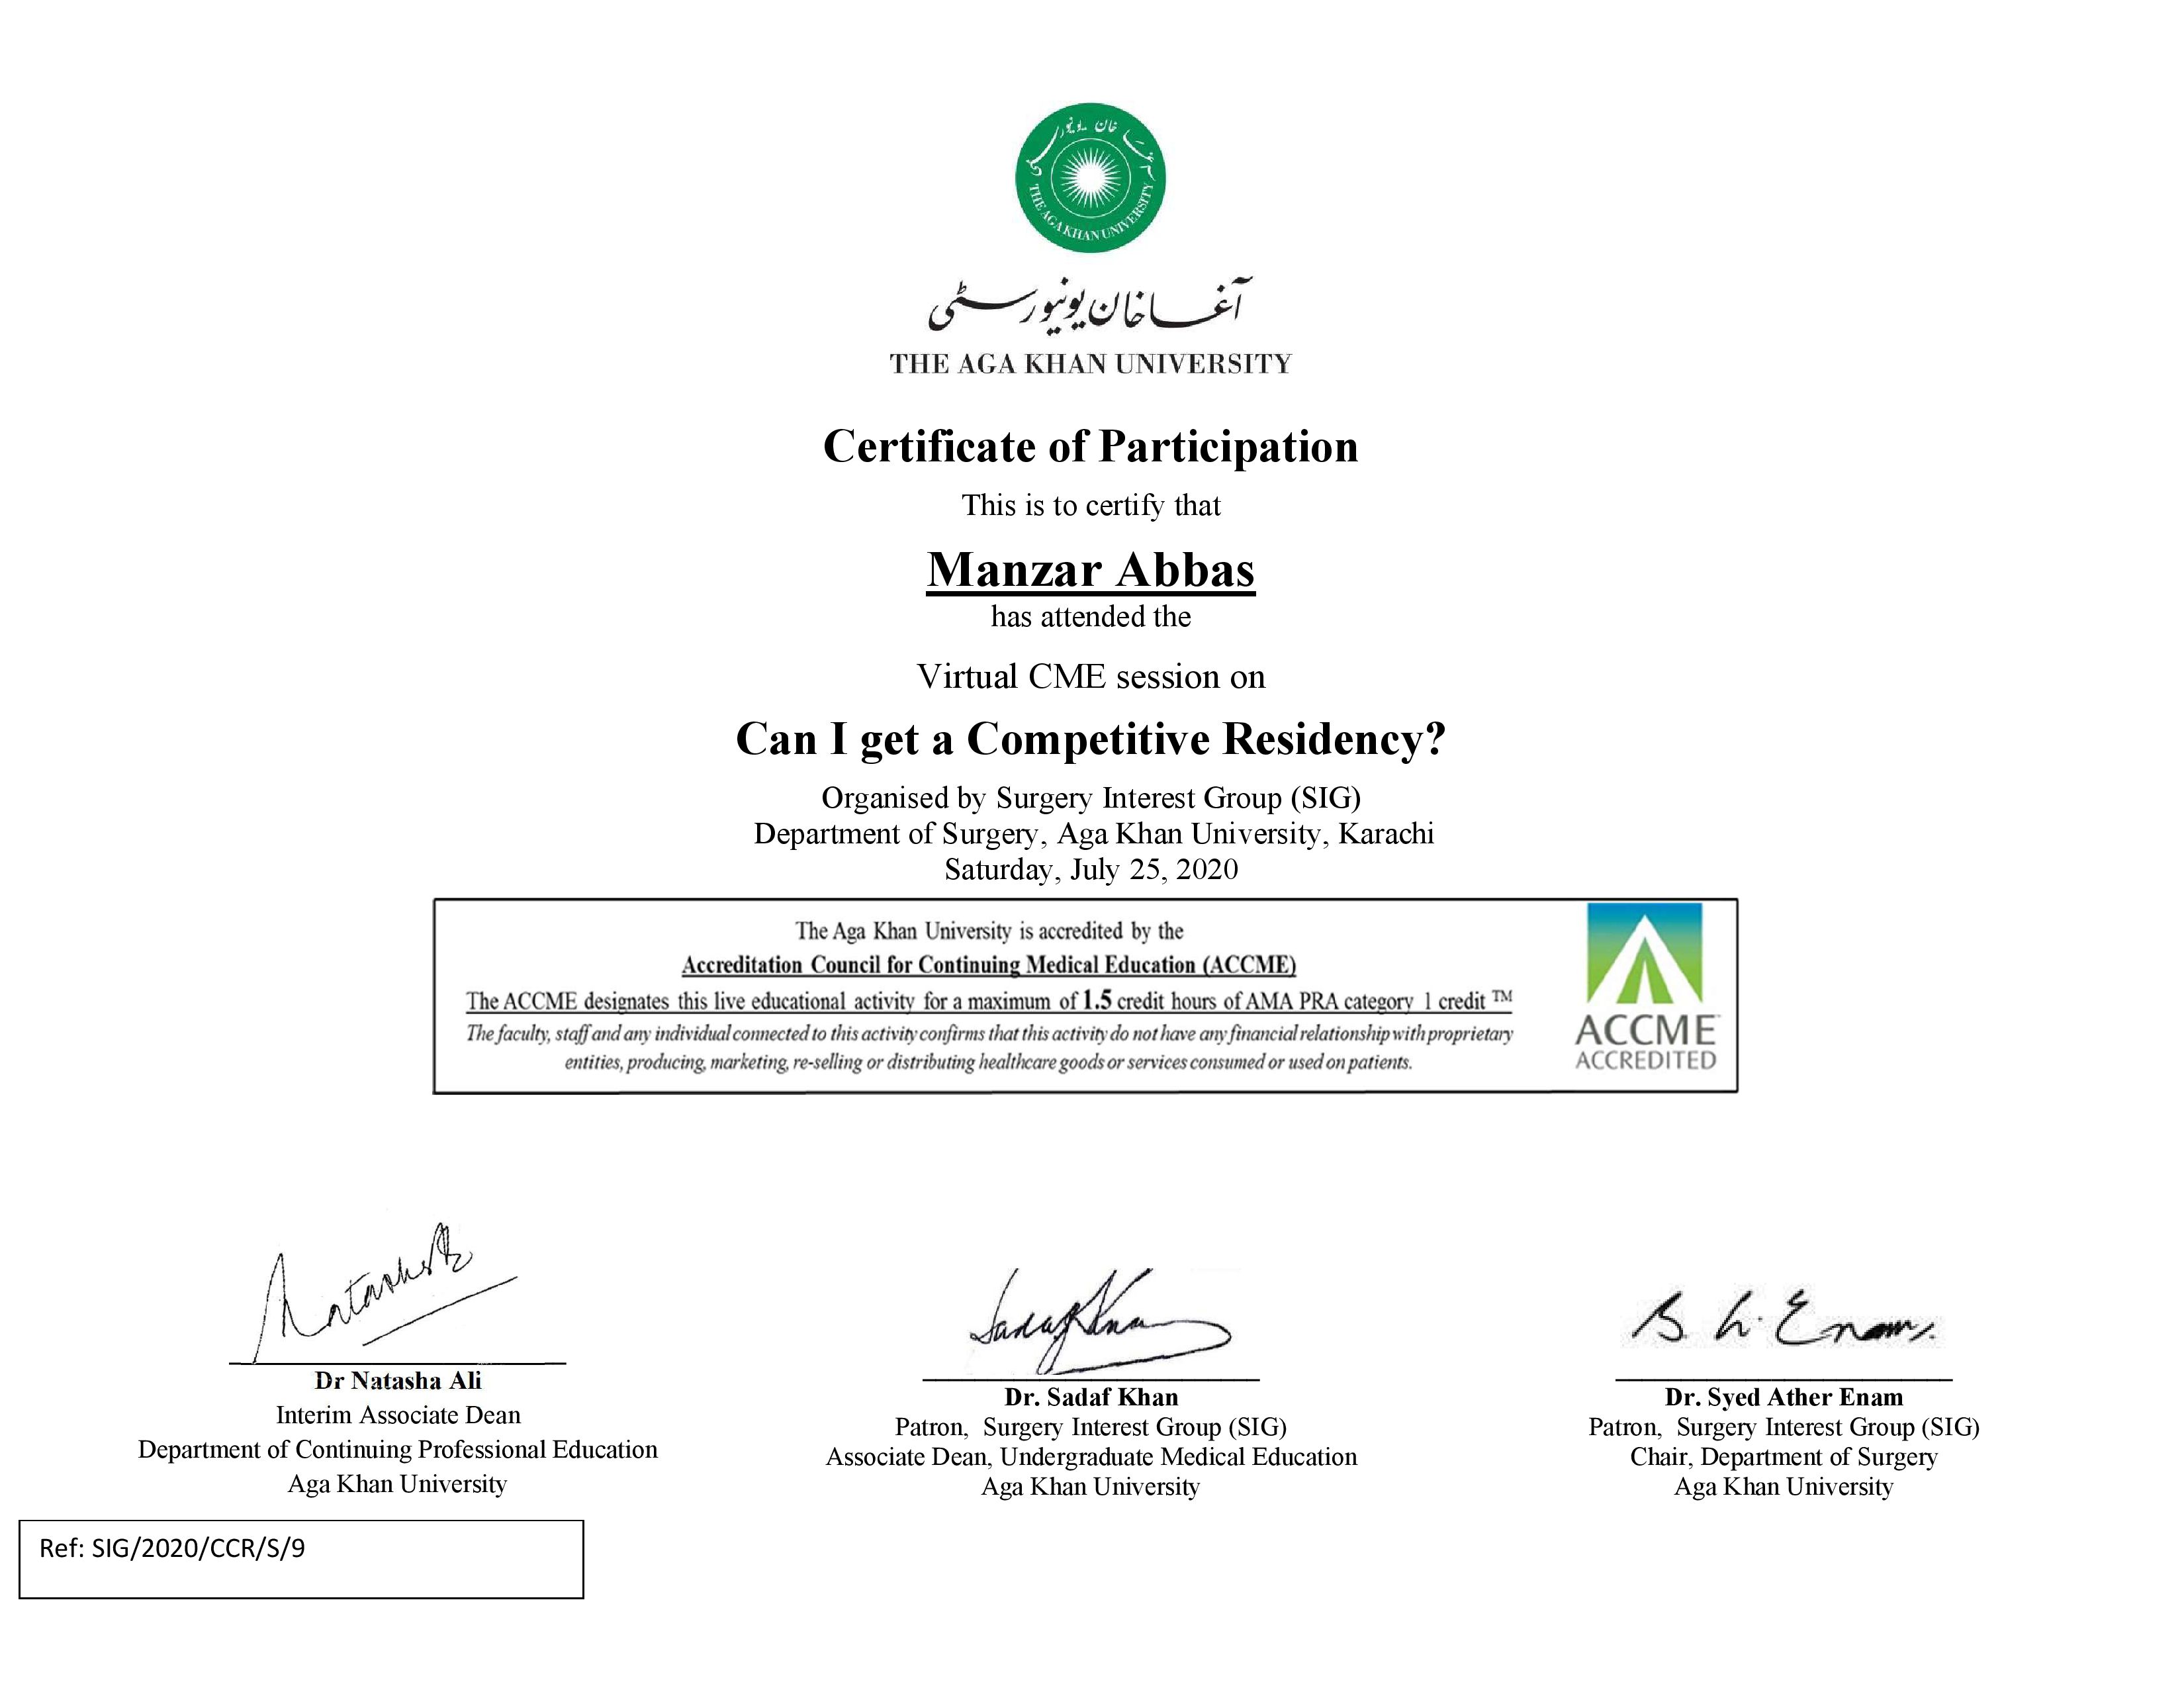 آغا خان یونیورسٹی
THE AGA KHAN UNIVERSITY
آغا خان یونیورسٹی
THE AGA KHAN UNIVERSITY
Certificate of Participation
This is to certify that
Manzar Abbas
has attended the
Virtual CME session on
Can I get a Competitive Residency?
Organised by Surgery Interest Group (SIG)
Department of Surgery, Aga Khan University, Karachi
Saturday, July 25, 2020
The Aga Khan University is accredited by the
Accreditation Council for Continuing Medical Education (ACCME)
The ACCME designates this live educational activity for a maximum of 1.5 credit hours of AMA PRA category 1 credit TM
The faculty, staff and any individual connected to this activity confirms that this activity do not have any financial relationship with proprietary
entities, producing, marketing, re-selling or distributing healthcare goods or services consumed or used on patients.
ACCME
ACCREDITED
S. A. Enam.
Dr Natasha Ali
Interim Associate Dean
Department of Continuing Professional Education
Aga Khan University
Sadaf Khan
Dr. Sadaf Khan
Patron, Surgery Interest Group (SIG)
Associate Dean, Undergraduate Medical Education
Aga Khan University
Dr. Syed Ather Enam
Patron, Surgery Interest Group (SIG)
Chair, Department of Surgery
Aga Khan University
Ref: SIG/2020/CCR/S/9